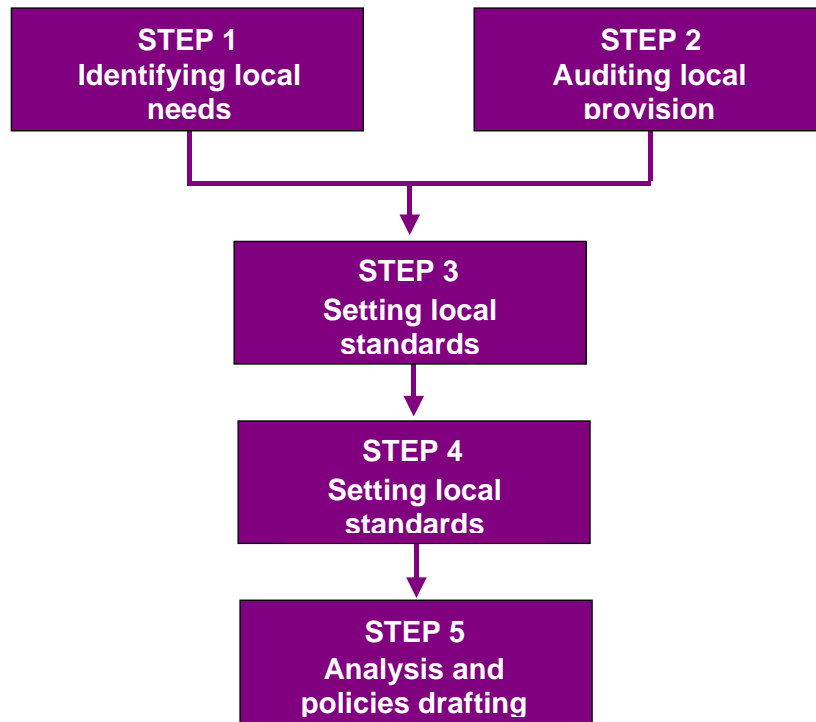 STEP 1
Identifying local
needs
STEP 2
Auditing local
provision
STEP 3
Setting local
standards
STEP 4
Setting local
standards
STEP 5
Analysis and
policies drafting